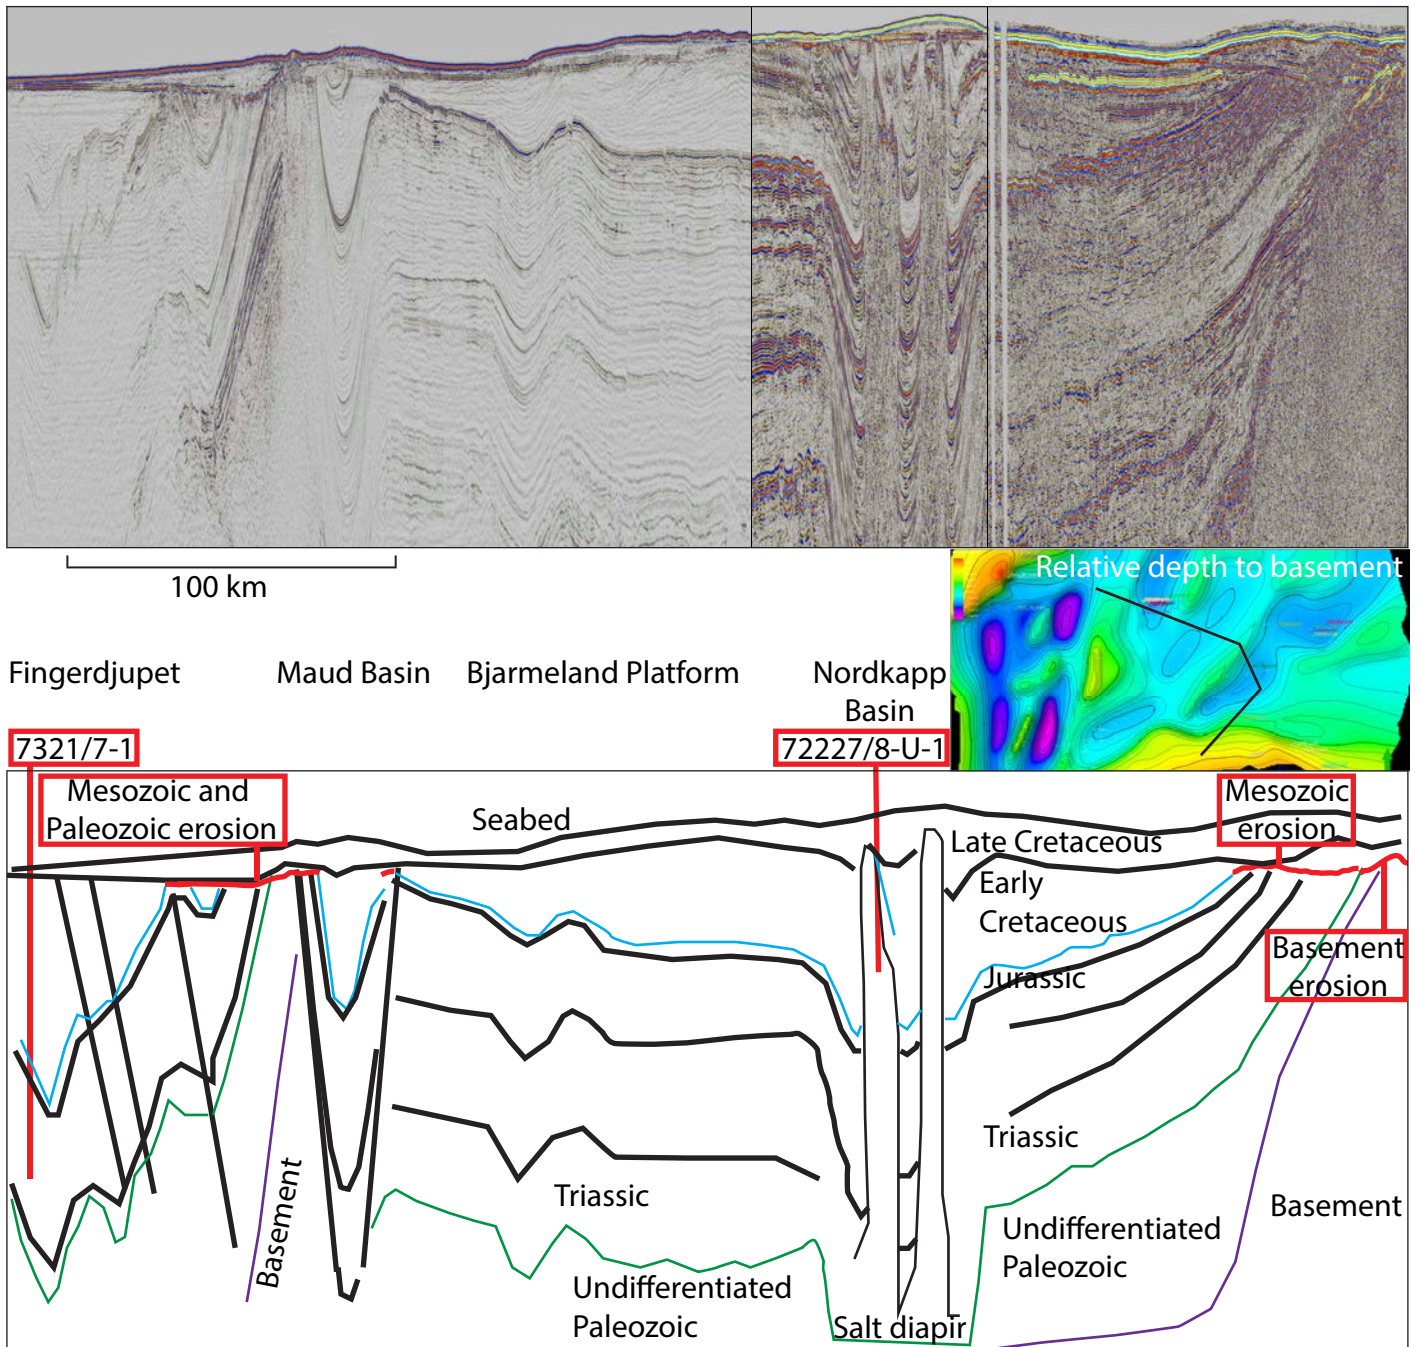 100 km
Relative depth to basement
Fingerdjupet
Maud Basin
Bjarmeland Platform
Nordkapp
Basin
7321/7-1
72227/8-U-1
Mesozoic and
Paleozoic erosion
Seabed
Mesozoic
erosion
Late Cretaceous
Early
Cretaceous
Jurassic
Basement
erosion
Triassic
Basement
Triassic
Basement
Undifferentiated
Paleozoic
Undifferentiated
Paleozoic
Salt diapir